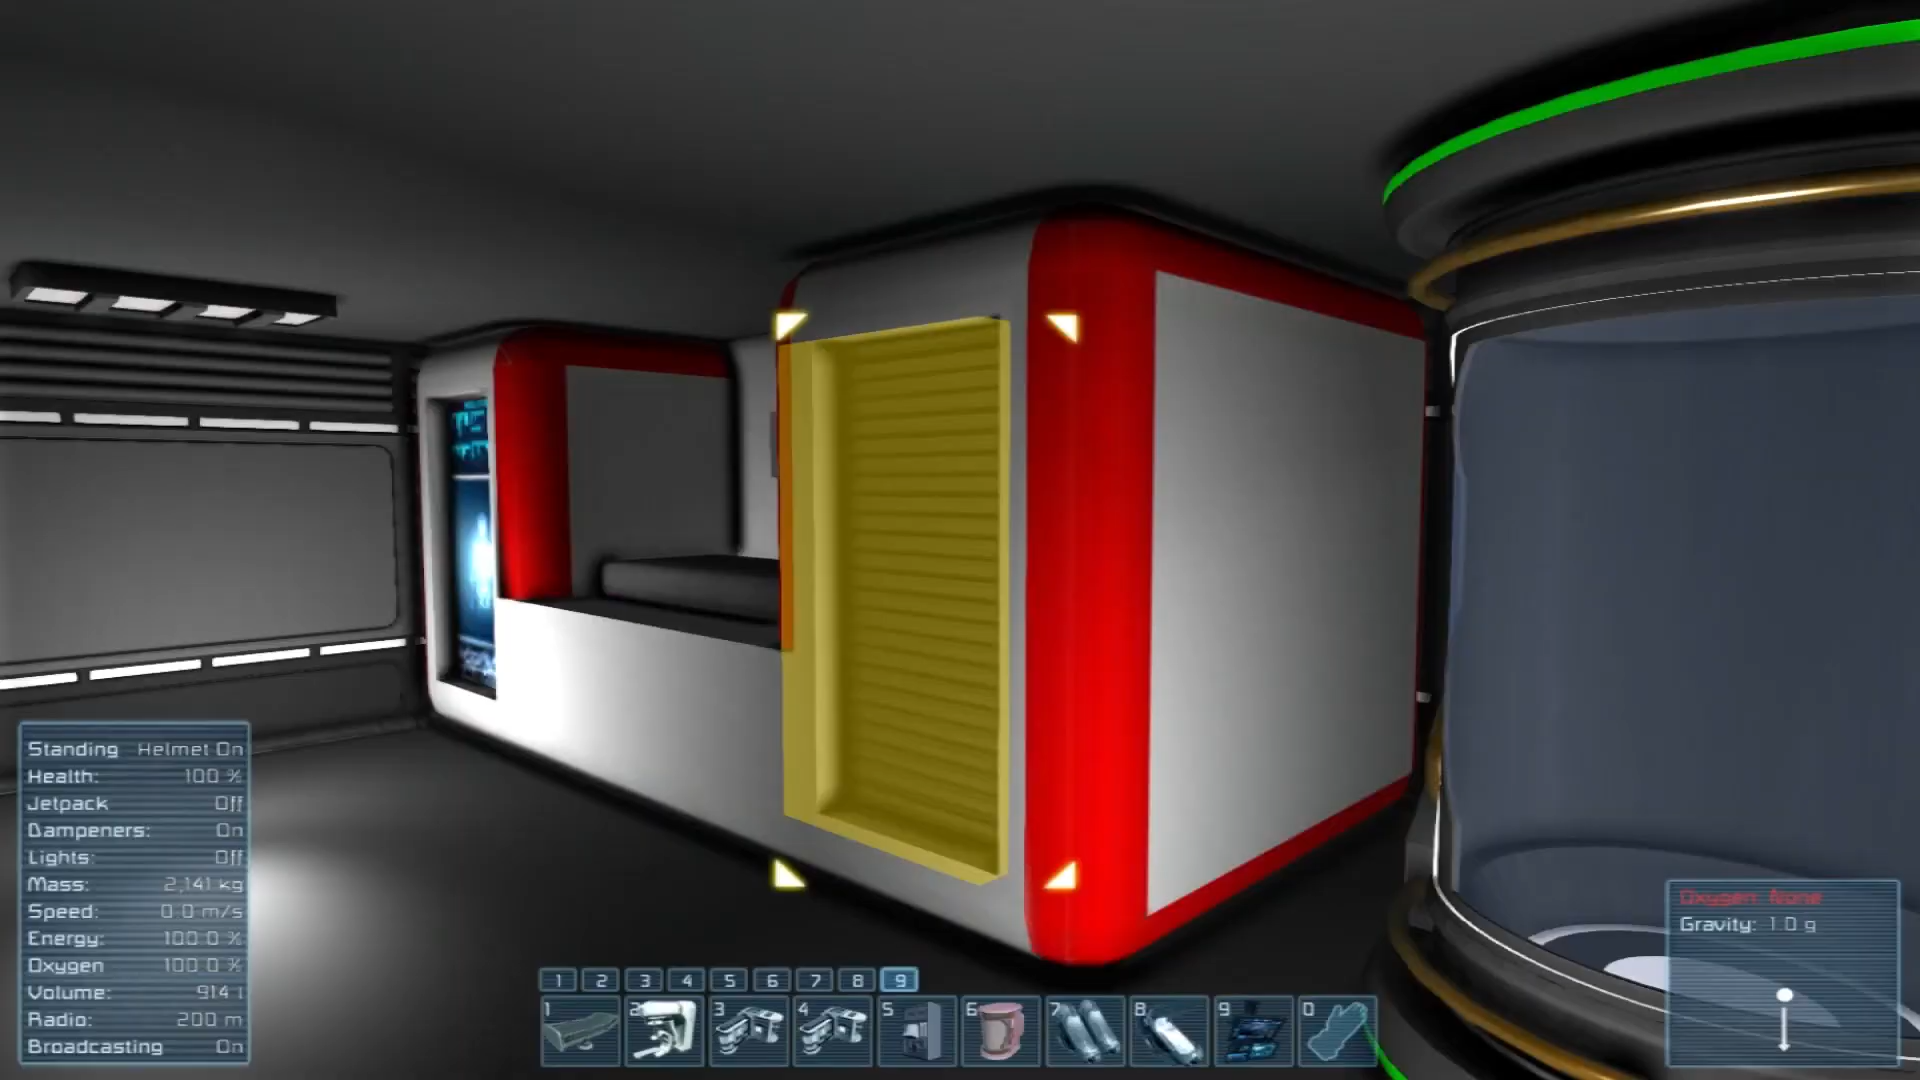 Standing Helmet On
Health: 100 %
Jetpack Off
Dampeners: On
Lights: Off
Mass: 2,141 kg
Speed: 0.0 m/s
Energy: 100.0 %
Oxygen 100.0 %
Volume: 914 l
Radio: 200 m
Broadcasting On
1 2 3 4 5 6 7 8 9
1 2 3 4 5 6 7 8 9 0
Oxygen: None
Gravity: 1.0 g